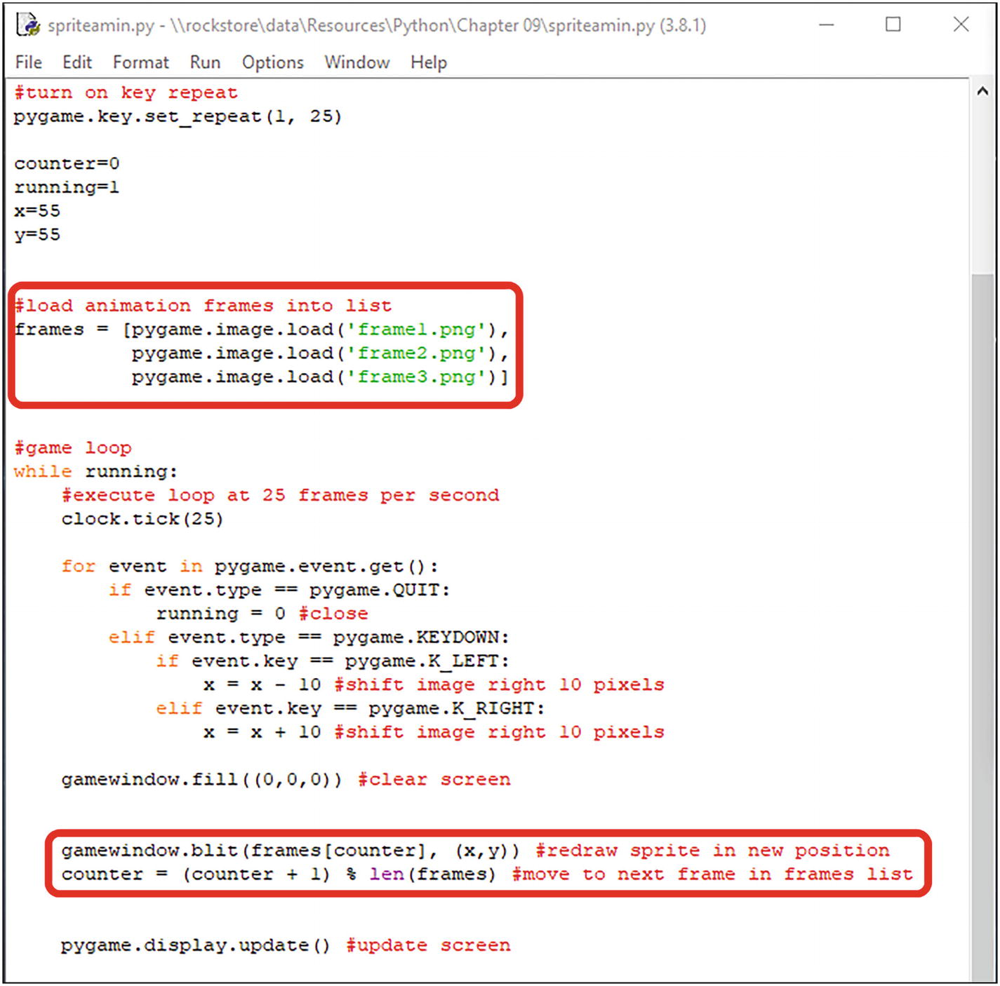 spriteamin.py - \\rockstore\data\Resources\Python\Chapter 09\spriteamin.py (3.8.1)
File Edit Format Run Options Window Help
#turn on key repeat
pygame.key.set_repeat(1, 25)
counter=0
running=1
x=55
y=55
#load animation frames into list
frames = [pygame.image.load('frame1.png'),
pygame.image.load('frame2.png'),
pygame.image.load('frame3.png')]
#game loop
while running:
#execute loop at 25 frames per second
clock.tick(25)
for event in pygame.event.get():
if event.type == pygame.QUIT:
running = 0 #close
elif event.type == pygame.KEYDOWN:
if event.key == pygame.K_LEFT:
x = x - 10 #shift image right 10 pixels
elif event.key == pygame.K_RIGHT:
x = x + 10 #shift image right 10 pixels
gamewindow.fill((0,0,0)) #clear screen
gamewindow.blit(frames[counter], (x,y)) #redraw sprite in new position
counter = (counter + 1) % len(frames) #move to next frame in frames list
pygame.display.update() #update screen